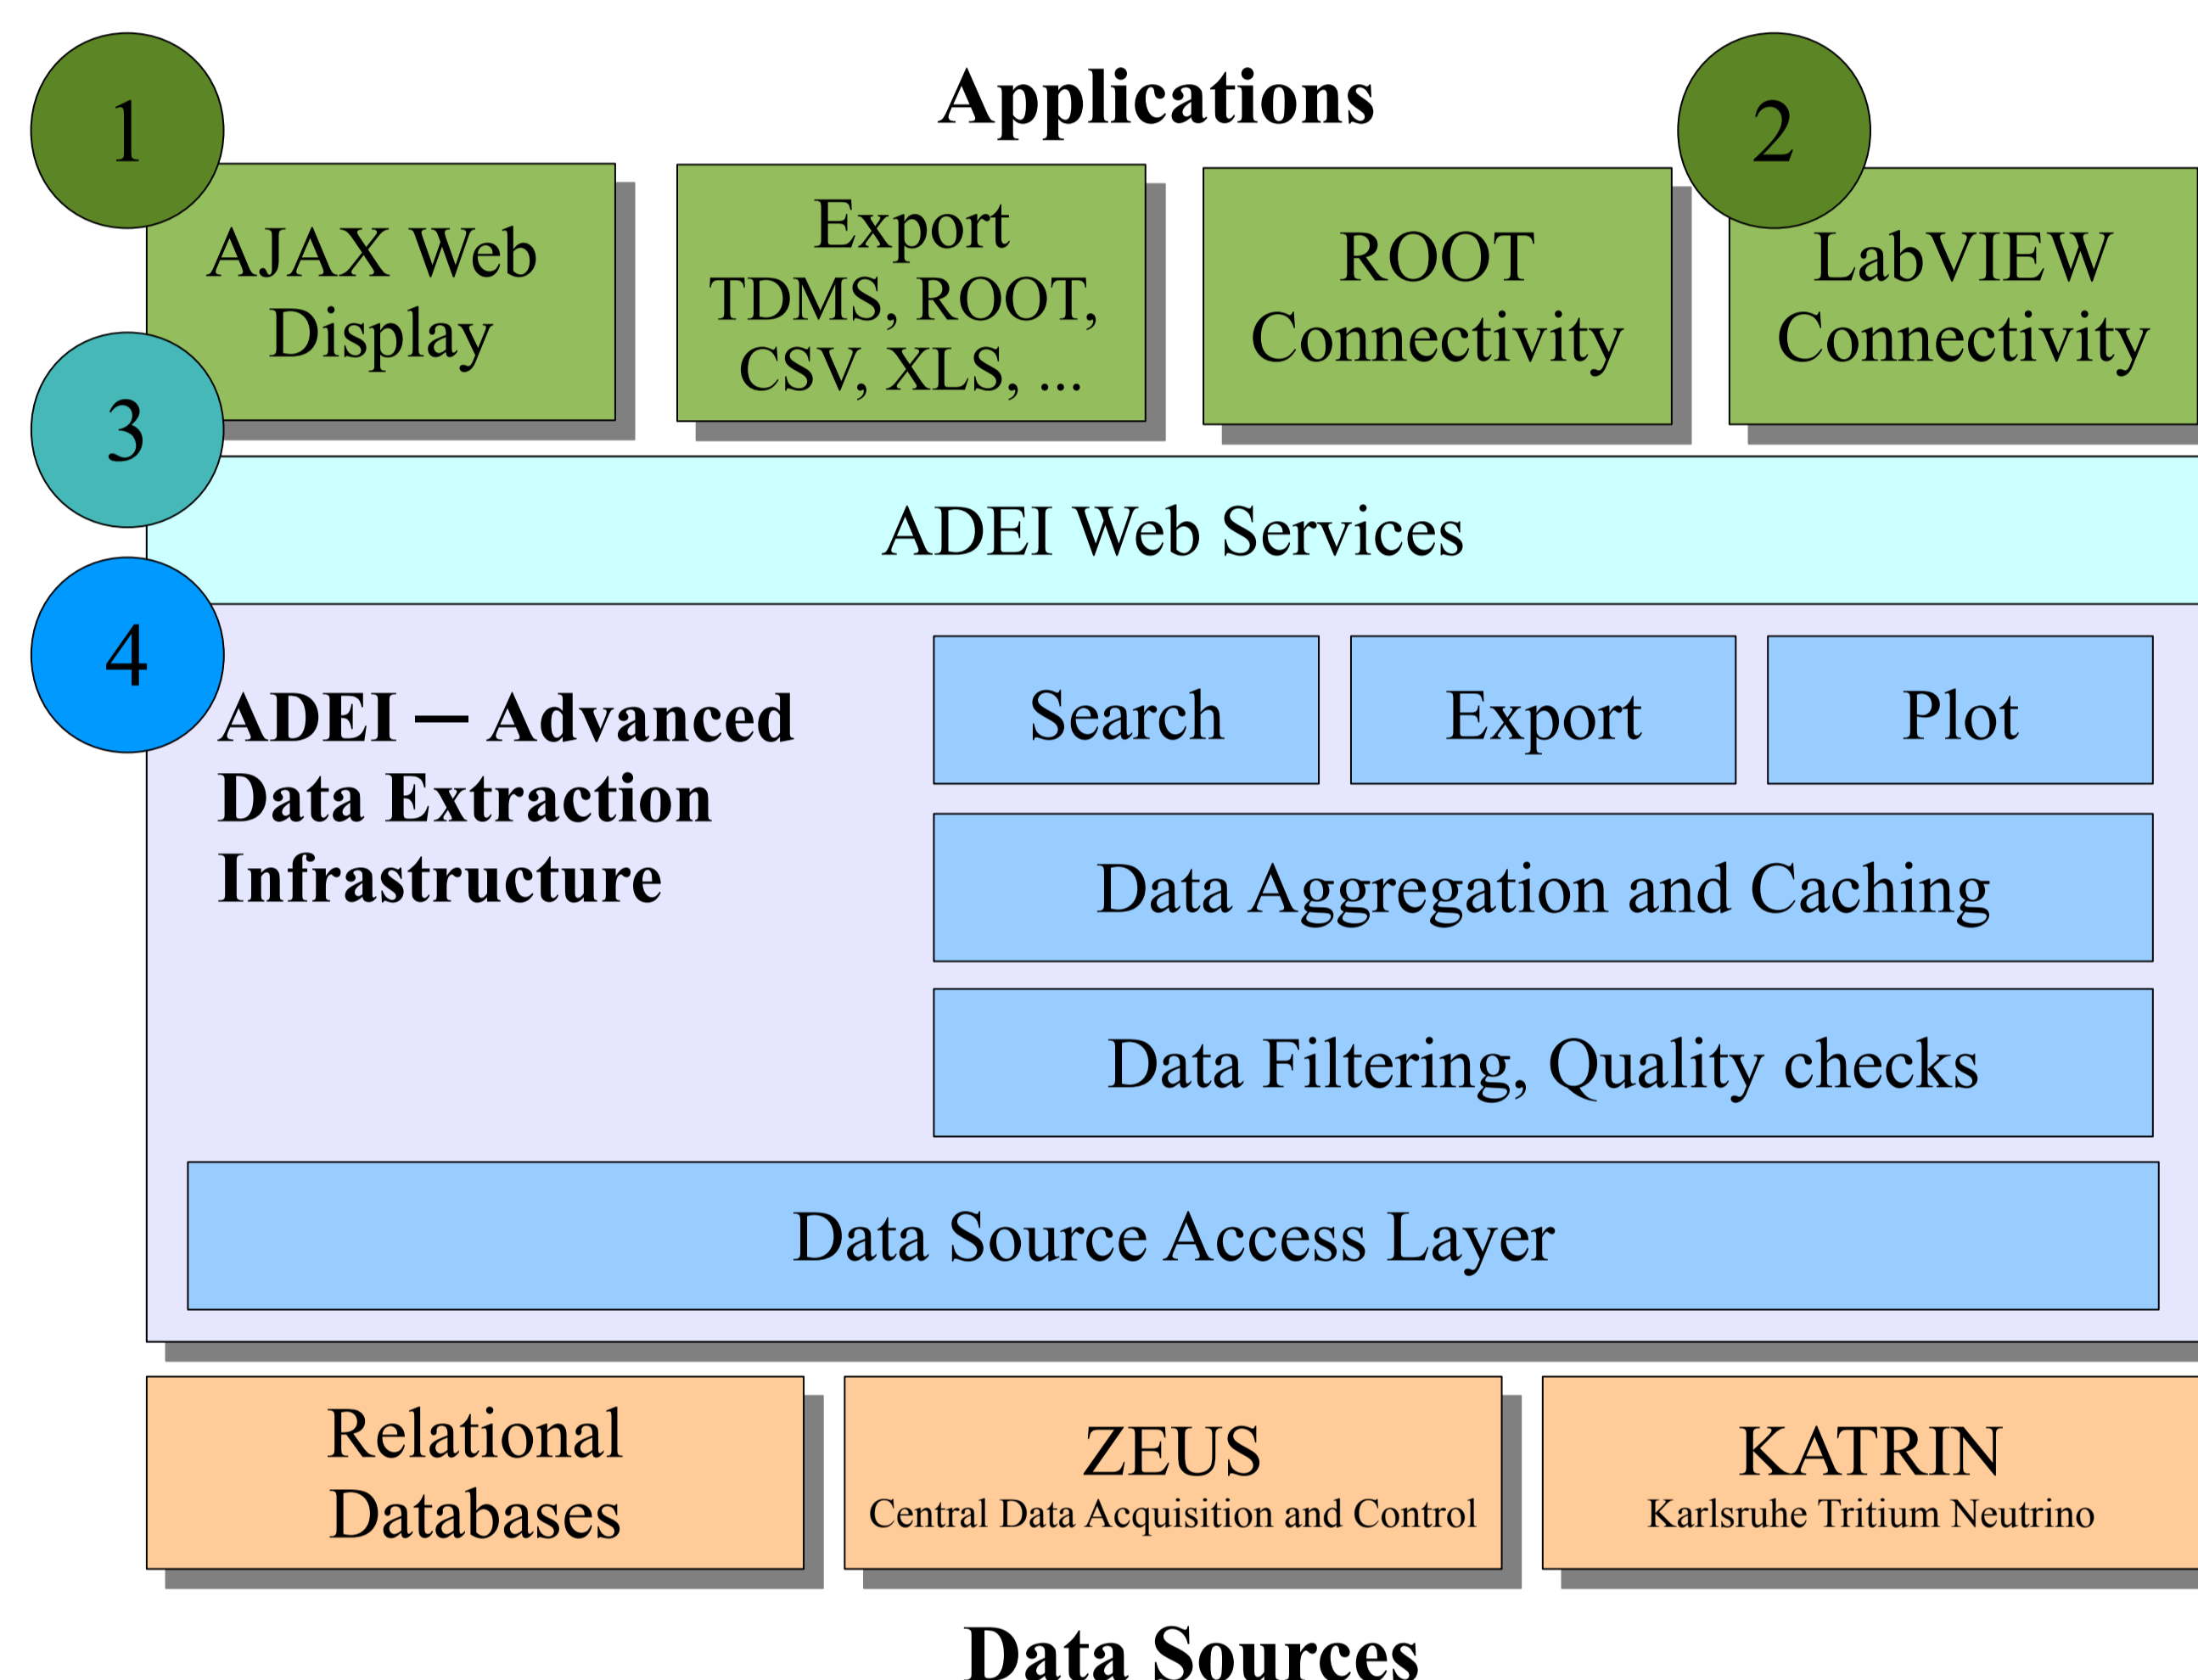 Applications
1
2
AJAX Web
Display
Export
TDMS, ROOT,
CSV, XLS, ...
ROOT
Connectivity
LabVIEW
Connectivity
3
ADEI Web Services
4
ADEI — Advanced
Data Extraction
Infrastructure
Search
Export
Plot
Data Aggregation and Caching
Data Filtering, Quality checks
Data Source Access Layer
Relational
Databases
ZEUS
Central Data Acquisition and Control
KATRIN
Karlsruhe Tritium Neutrino
Data Sources